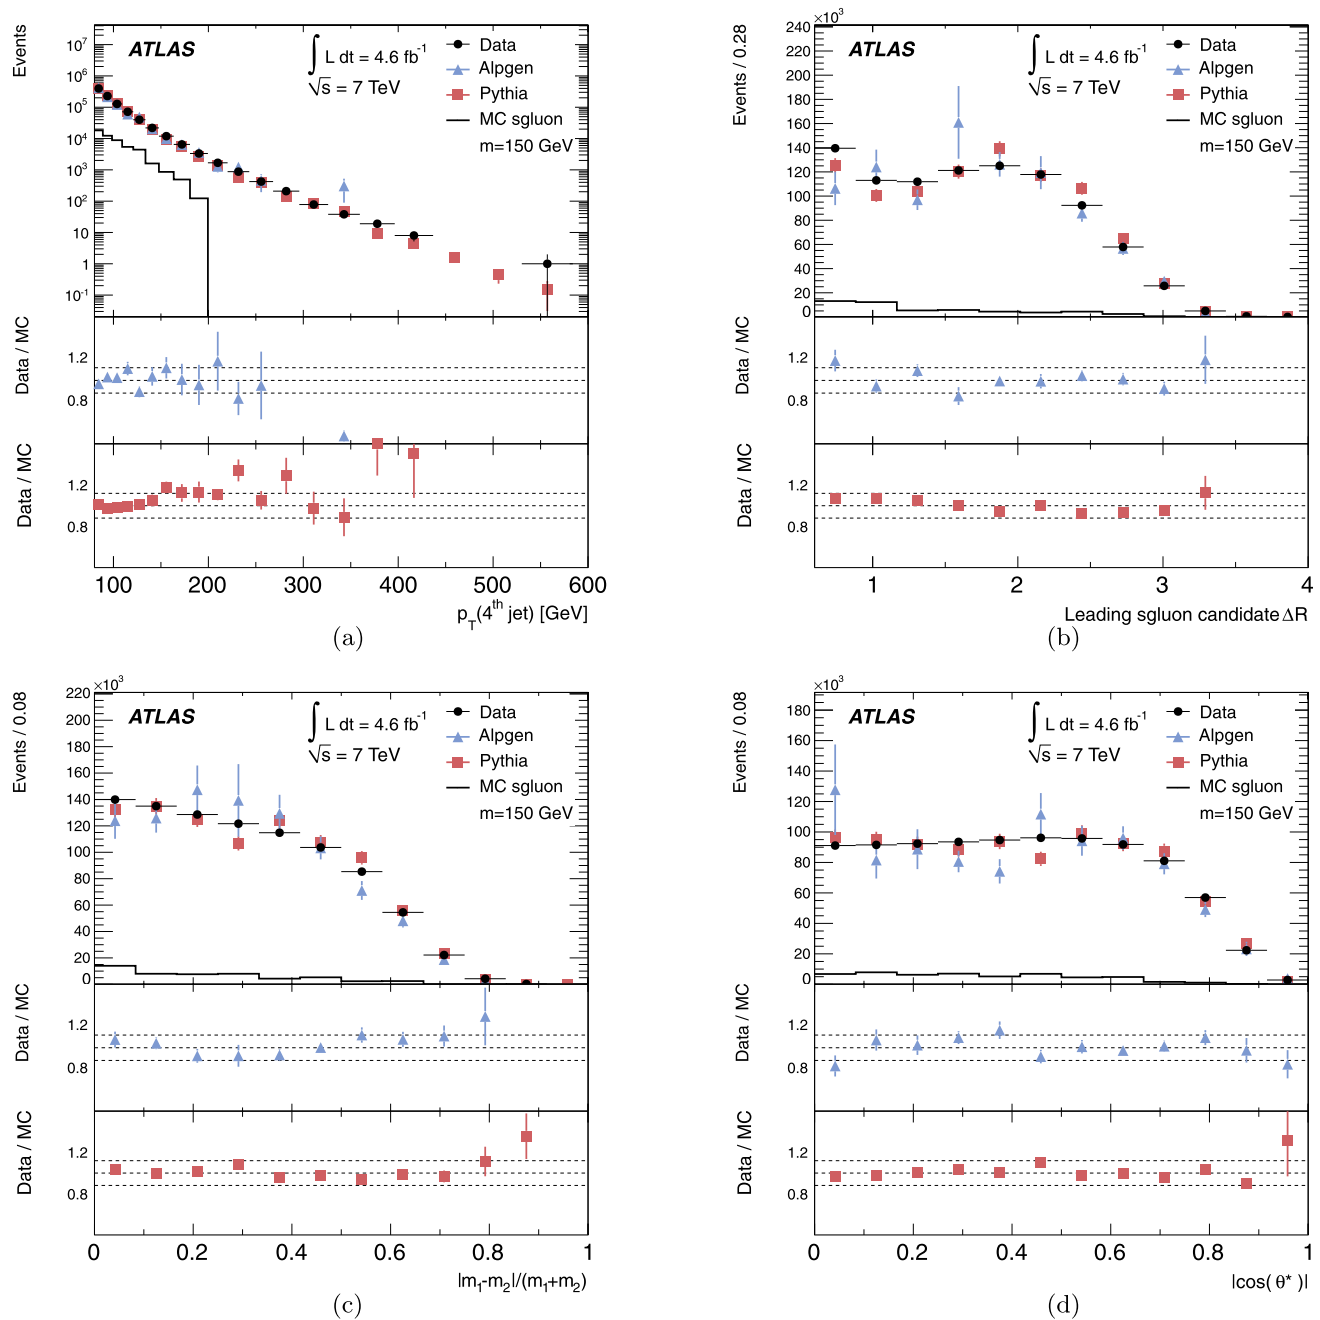 Events
10⁷
10⁶
10⁵
10⁴
10³
10²
10
1
10⁻¹
ATLAS
∫ L dt = 4.6 fb⁻¹
√s = 7 TeV
Data
Alpgen
Pythia
MC sgluon
m=150 GeV
Data / MC
1.2
0.8
Data / MC
1.2
0.8
100 200 300 400 500 600
p_T(4ᵗʰ jet) [GeV]
(a)
Events / 0.28
×10³
240
220
200
180
160
140
120
100
80
60
40
20
0
ATLAS
∫ L dt = 4.6 fb⁻¹
√s = 7 TeV
Data
Alpgen
Pythia
MC sgluon
m=150 GeV
Data / MC
1.2
0.8
Data / MC
1.2
0.8
1 2 3 4
Leading sgluon candidate ΔR
(b)
Events / 0.08
×10³
220
200
180
160
140
120
100
80
60
40
20
0
ATLAS
∫ L dt = 4.6 fb⁻¹
√s = 7 TeV
Data
Alpgen
Pythia
MC sgluon
m=150 GeV
Data / MC
1.2
0.8
Data / MC
1.2
0.8
0 0.2 0.4 0.6 0.8 1
|m₁-m₂|/(m₁+m₂)
(c)
Events / 0.08
×10³
180
160
140
120
100
80
60
40
20
0
ATLAS
∫ L dt = 4.6 fb⁻¹
√s = 7 TeV
Data
Alpgen
Pythia
MC sgluon
m=150 GeV
Data / MC
1.2
0.8
Data / MC
1.2
0.8
0 0.2 0.4 0.6 0.8 1
|cos( θ* )|
(d)